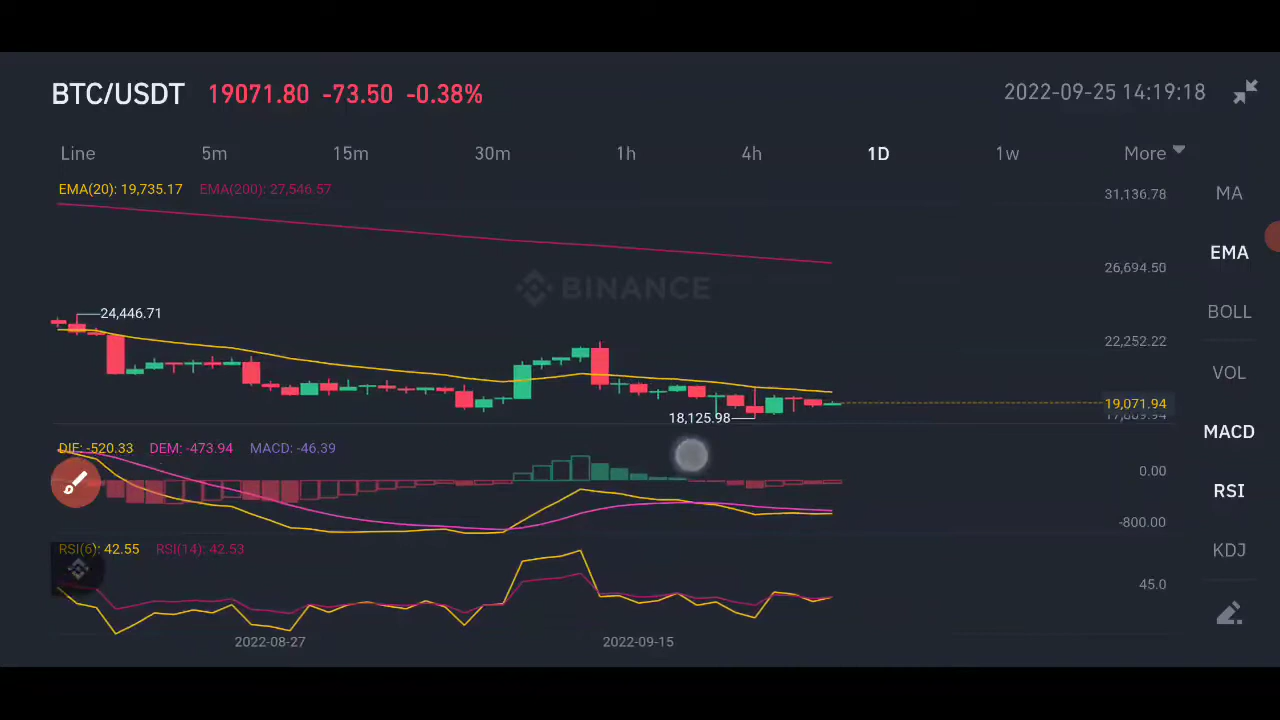 BTC/USDT 19071.80 -73.50 -0.38% 2022-09-25 14:19:18
Line 5m 15m 30m 1h 4h 1D 1w More
EMA(20): 19,735.17 EMA(200): 27,546.57
31,136.78
MA
EMA
26,694.50
BINANCE
24,446.71
BOLL
22,252.22
VOL
19,071.94
18,125.98
MACD
DIF: -520.33 DEM: -473.94 MACD: -46.39
0.00
RSI
-800.00
RSI(6): 42.55 RSI(14): 42.53
KDJ
45.0
2022-08-27 2022-09-15